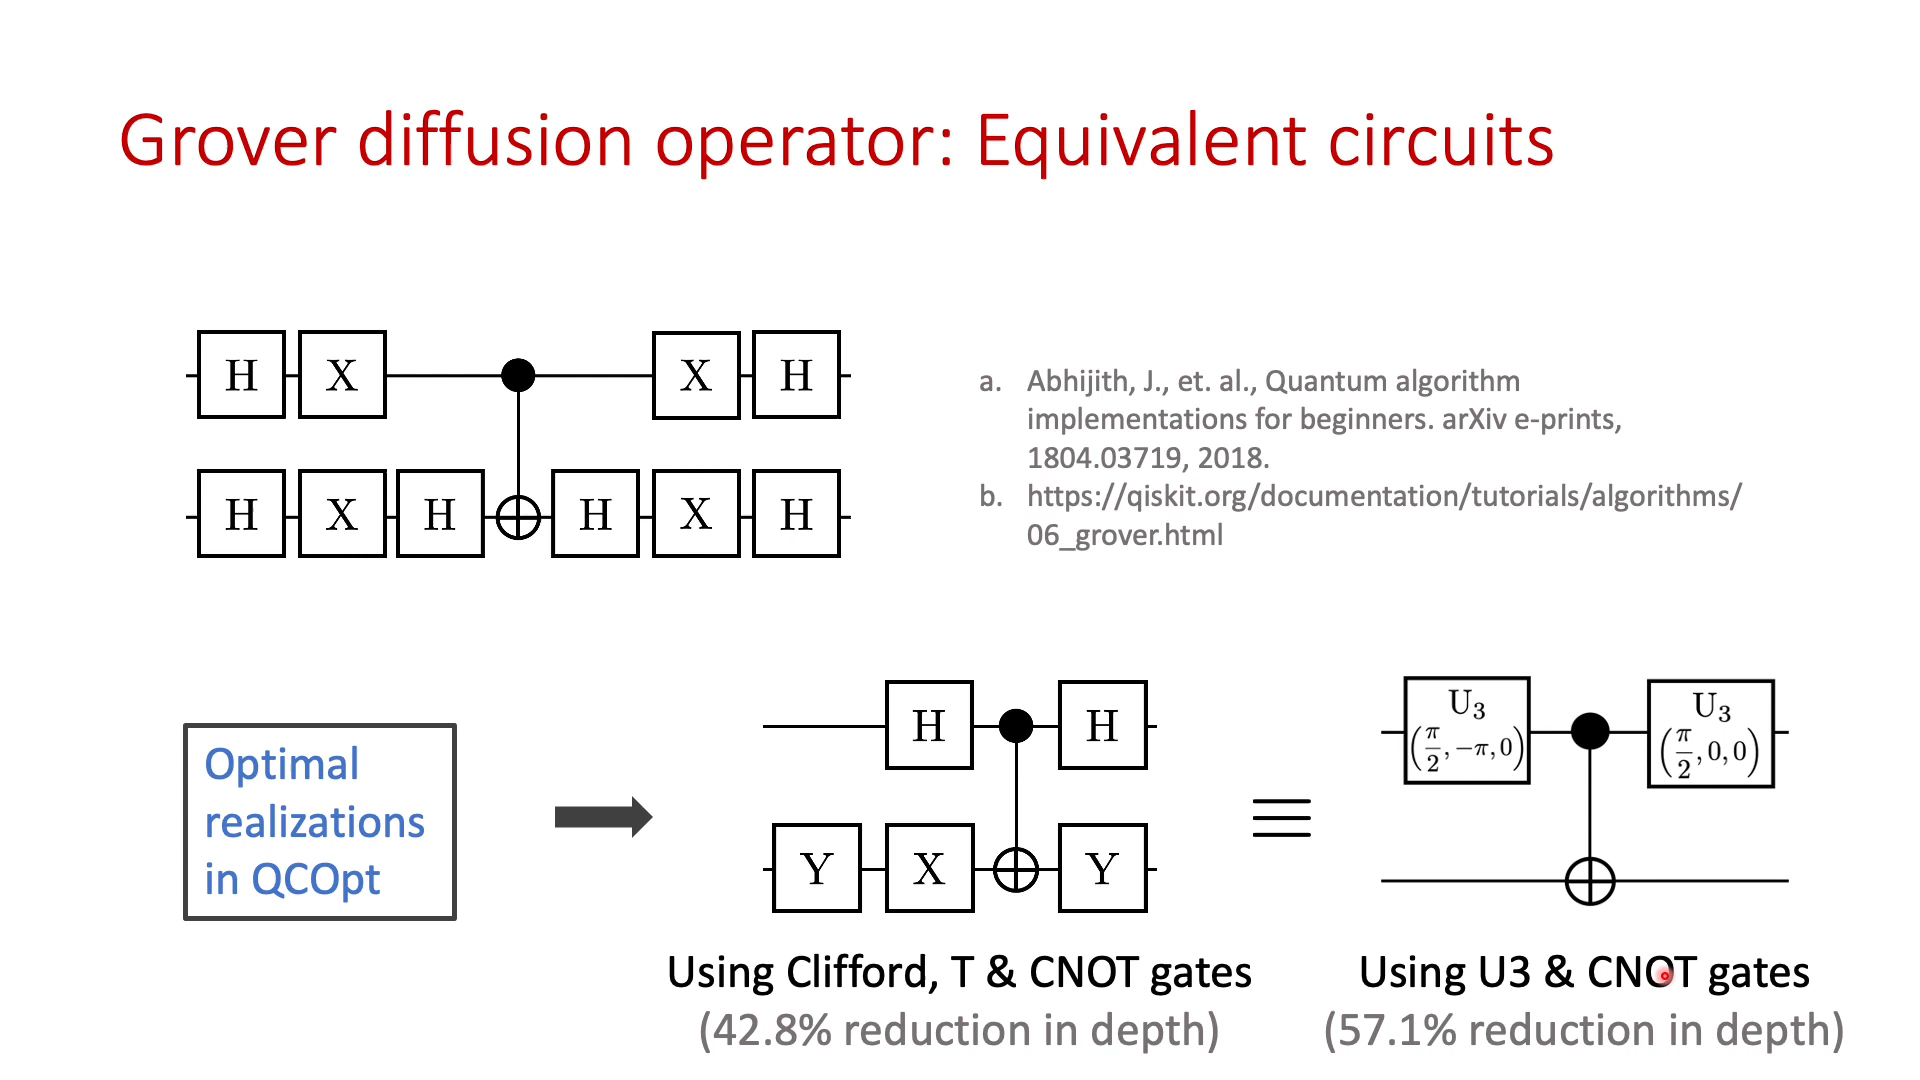 Grover diffusion operator: Equivalent circuits
H X X H
H X H H X H
a. Abhijith, J., et. al., Quantum algorithm
implementations for beginners. arXiv e-prints,
1804.03719, 2018.
b. https://qiskit.org/documentation/tutorials/algorithms/
06_grover.html
Optimal
realizations
in QCOpt
H H
Y X Y
U₃ U₃
(π/2, −π, 0) (π/2, 0, 0)
Using Clifford, T & CNOT gates
(42.8% reduction in depth)
Using U3 & CNOT gates
(57.1% reduction in depth)